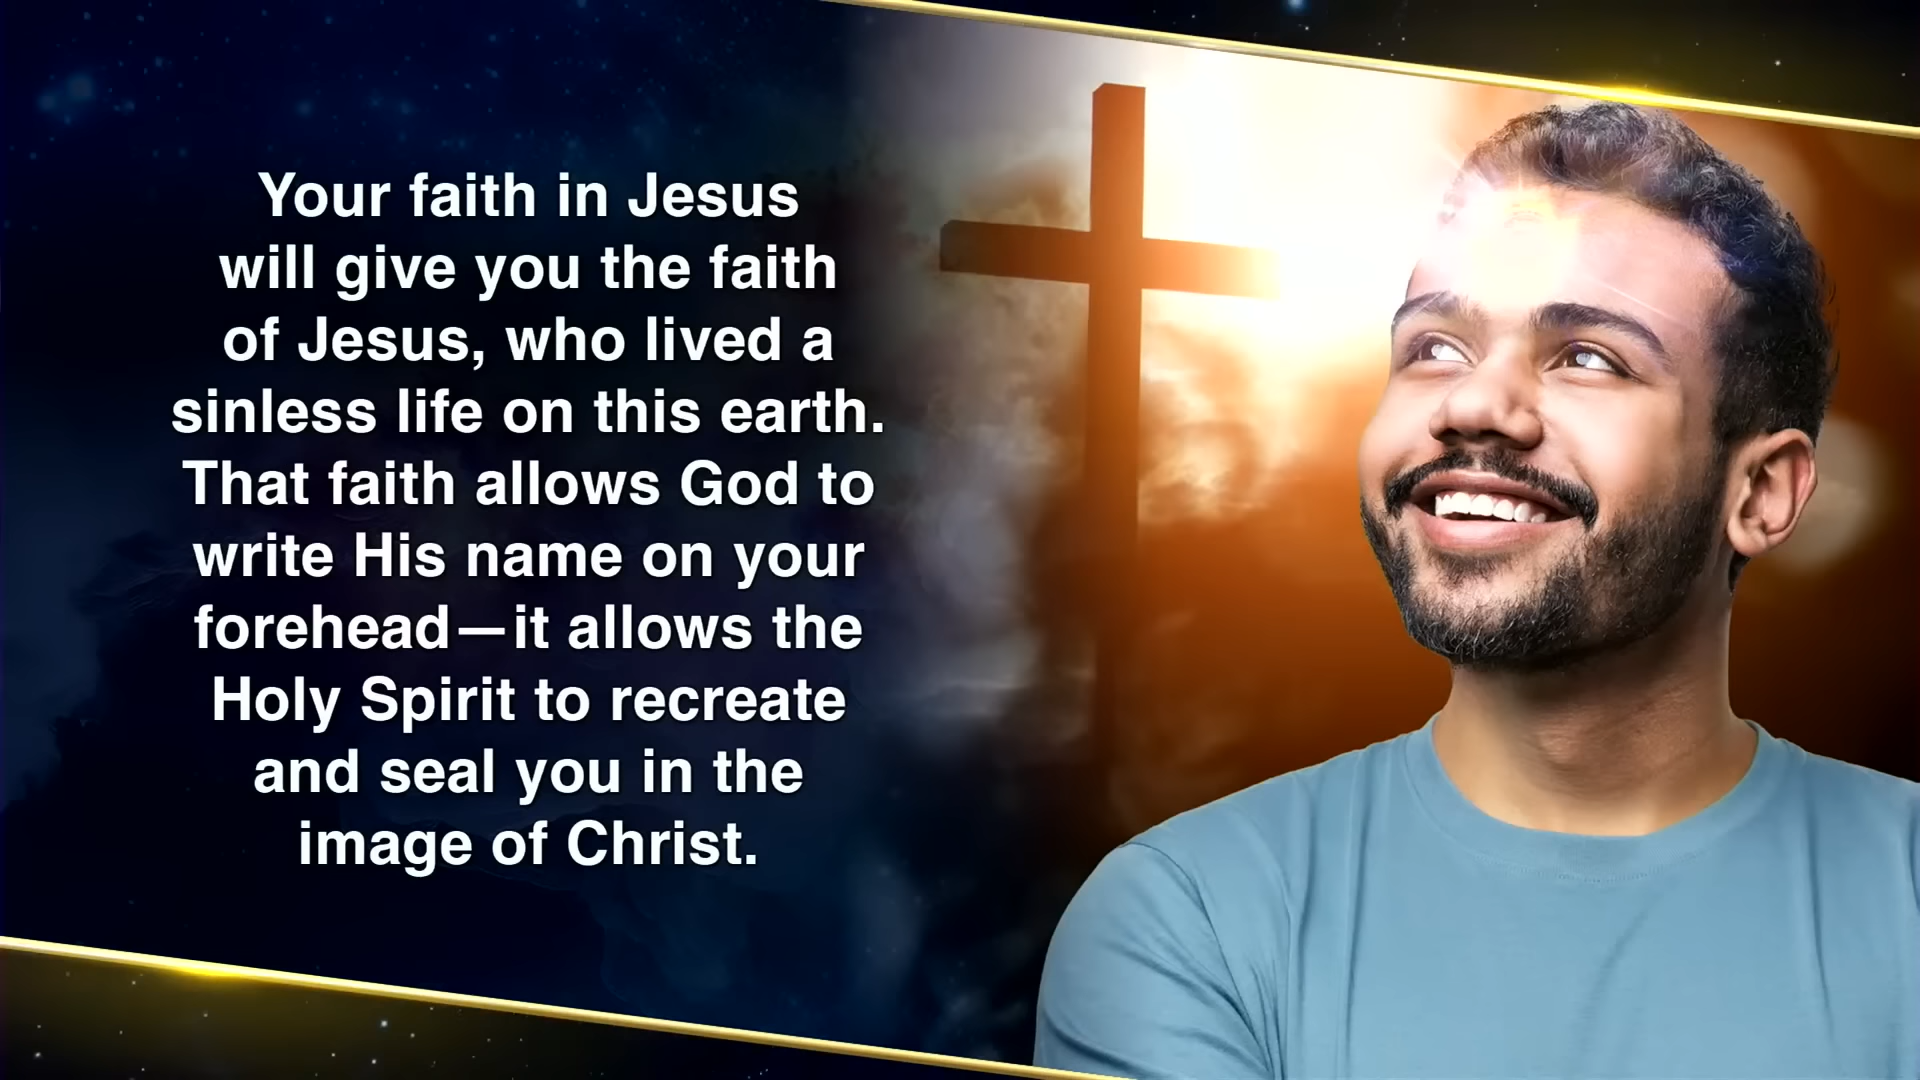 Your faith in Jesus
will give you the faith
of Jesus, who lived a
sinless life on this earth.
That faith allows God to
write His name on your
forehead—it allows the
Holy Spirit to recreate
and seal you in the
image of Christ.